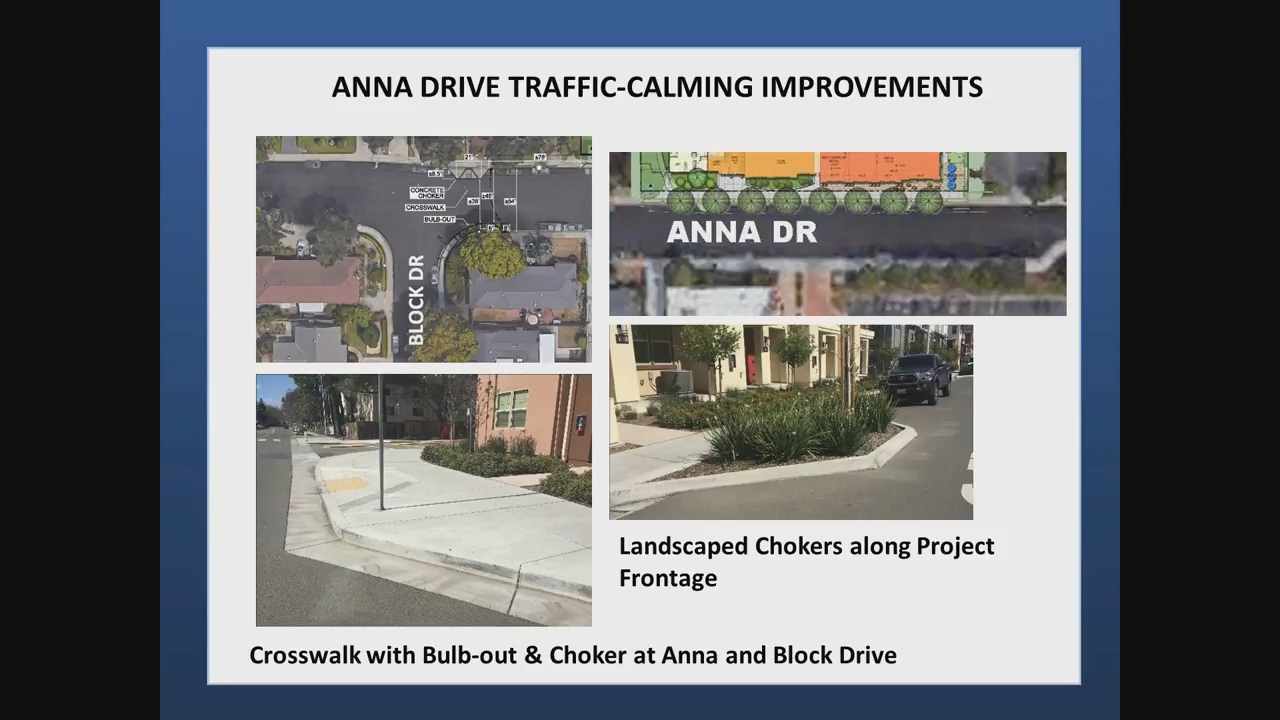 ANNA DRIVE TRAFFIC-CALMING IMPROVEMENTS
CONCRETE
CHOKER
CROSSWALK
BULB-OUT
BLOCK DR
ANNA DR
Landscaped Chokers along Project
Frontage
Crosswalk with Bulb-out & Choker at Anna and Block Drive